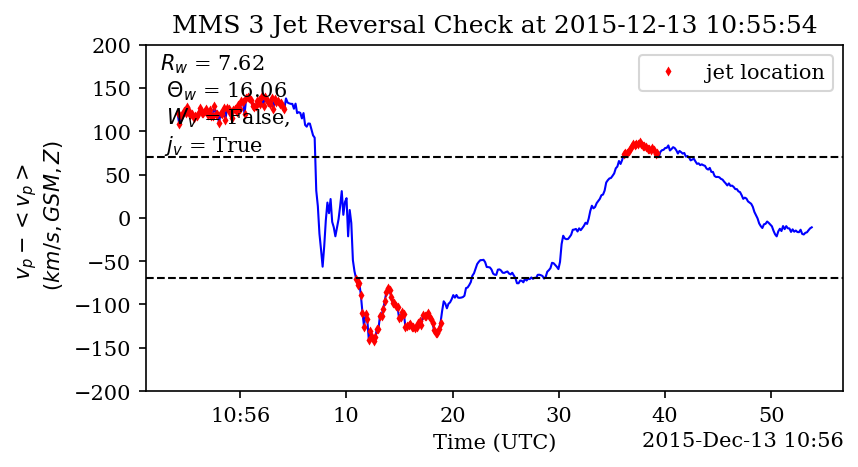 MMS 3 Jet Reversal Check at 2015-12-13 10:55:54
R_w = 7.62
Θ_w = 16.06
W_v = False,
j_v = True
jet location
200
150
100
50
0
−50
−100
−150
−200
v_p − < v_p >
(km/s, GSM, Z)
10:56
10
20
30
40
50
Time (UTC)
2015-Dec-13 10:56